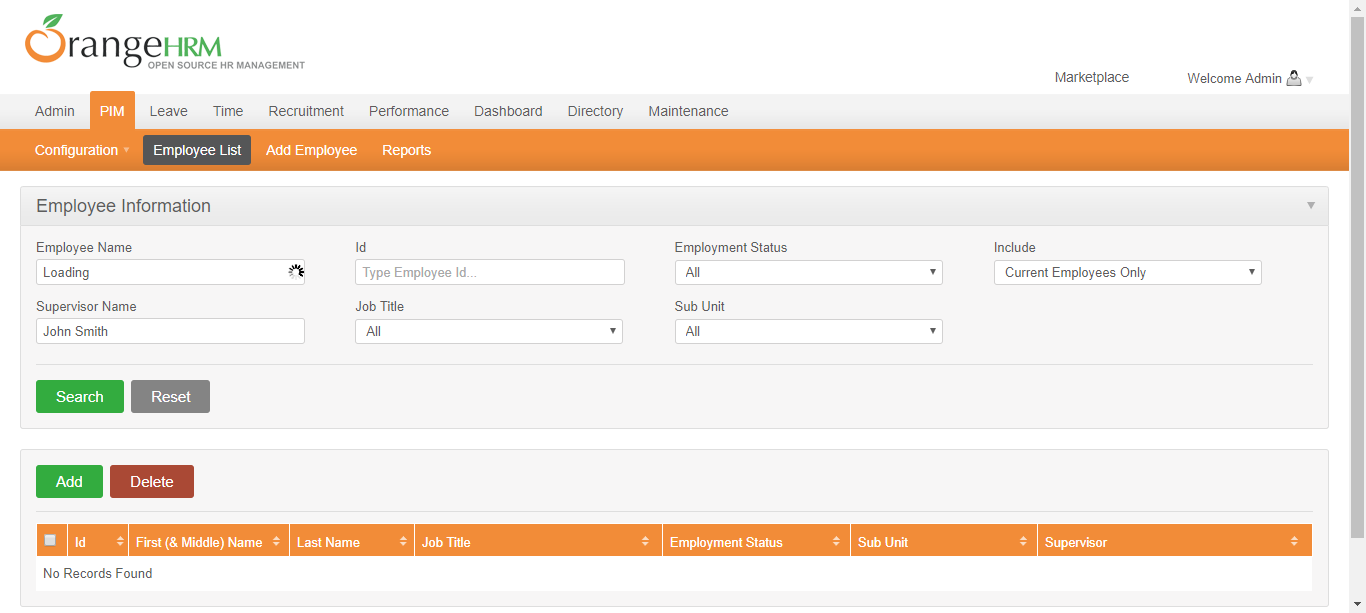 OrangeHRM
OPEN SOURCE HR MANAGEMENT
Marketplace
Welcome Admin
Admin PIM Leave Time Recruitment Performance Dashboard Directory Maintenance
Configuration Employee List Add Employee Reports
Employee Information
Employee Name Id Employment Status Include
Loading Type Employee Id... All Current Employees Only
Supervisor Name Job Title Sub Unit
John Smith All All
Search Reset
Add Delete
Id First (& Middle) Name Last Name Job Title Employment Status Sub Unit Supervisor
No Records Found